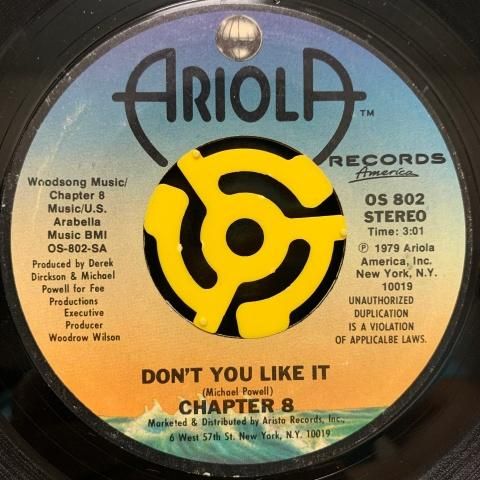 ARIOLA™
RECORDS
America
Woodsong Music/
Chapter 8
Music/U.S.
Arabella
Music BMI
OS-802-SA
Produced by Derek
Dirckson & Michael
Powell for Fee
Productions
Executive
Producer
Woodrow Wilson
OS 802
STEREO
Time: 3:01
℗ 1979 Ariola
America, Inc.
New York, N.Y.
10019
UNAUTHORIZED
DUPLICATION
IS A VIOLATION
OF APPLICALBE LAWS.
DON'T YOU LIKE IT
(Michael Powell)
CHAPTER 8
Marketed & Distributed by Arista Records, Inc.,
6 West 57th St. New York, N.Y. 10019